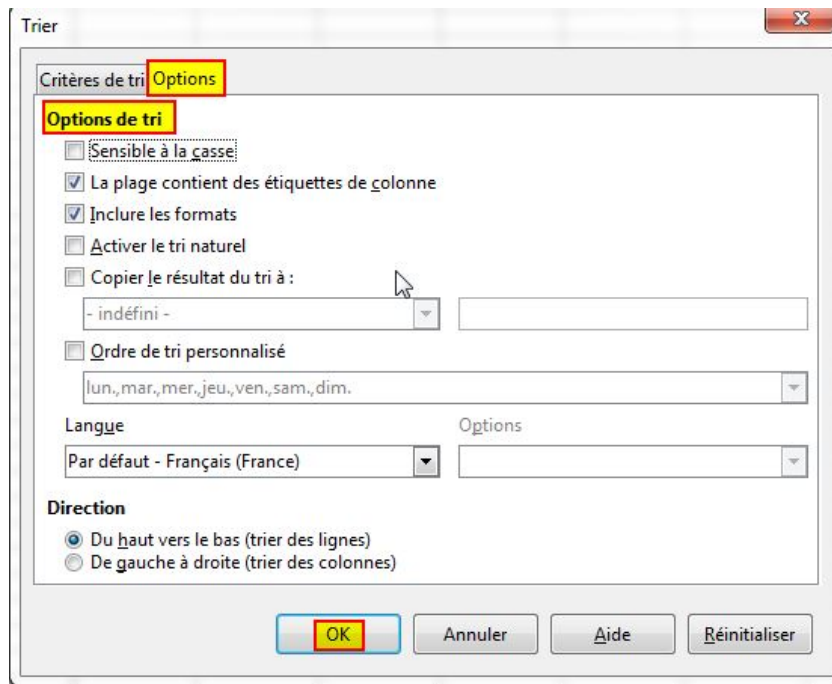 Trier
Critères de tri Options
Options de tri
Sensible à la casse
La plage contient des étiquettes de colonne
Inclure les formats
Activer le tri naturel
Copier le résultat du tri à :
- indéfini -
Ordre de tri personnalisé
lun.,mar.,mer.,jeu.,ven.,sam.,dim.
Langue Options
Par défaut - Français (France)
Direction
Du haut vers le bas (trier des lignes)
De gauche à droite (trier des colonnes)
OK Annuler Aide Réinitialiser